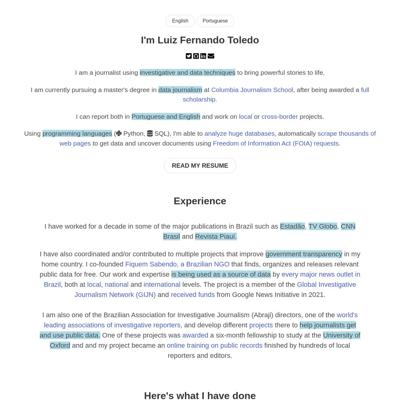 English Portuguese
I'm Luiz Fernando Toledo
I am a journalist using investigative and data techniques to bring powerful stories to life.
I am currently pursuing a master's degree in data journalism at Columbia Journalism School, after being awarded a full
scholarship.
I can report both in Portuguese and English and work on local or cross-border projects.
Using programming languages (Python, SQL), I'm able to analyze huge databases, automatically scrape thousands of
web pages to get data and uncover documents using Freedom of Information Act (FOIA) requests.
READ MY RESUME
Experience
I have worked for a decade in some of the major publications in Brazil such as Estadão, TV Globo, CNN
Brasil and Revista Piauí.
I have also coordinated and/or contributed to multiple projects that improve government transparency in my
home country. I co-founded Fiquem Sabendo, a Brazilian NGO that finds, organizes and releases relevant
public data for free. Our work and expertise is being used as a source of data by every major news outlet in
Brazil, both at local, national and international levels. The project is a member of the Global Investigative
Journalism Network (GIJN) and received funds from Google News Initiative in 2021.
I am also one of the Brazilian Association for Investigative Journalism (Abraji) directors, one of the world's
leading associations of investigative reporters, and develop different projects there to help journalists get
and use public data. One of these projects was awarded a six-month fellowship to study at the University of
Oxford and and my project became an online training on public records finished by hundreds of local
reporters and editors.
Here's what I have done